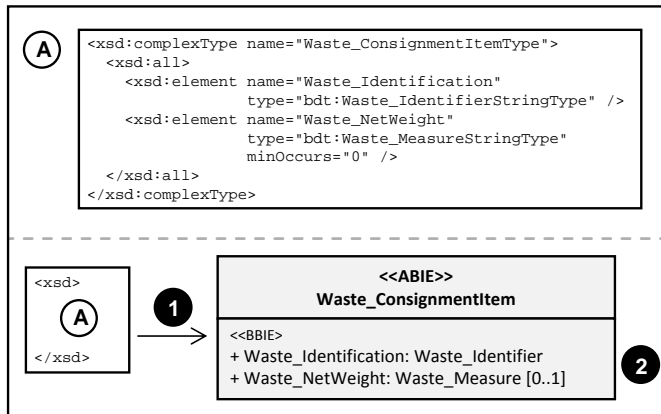 A
<xsd:complexType name="Waste_ConsignmentItemType">
<xsd:all>
<xsd:element name="Waste_Identification"
type="bdt:Waste_IdentifierStringType" />
<xsd:element name="Waste_NetWeight"
type="bdt:Waste_MeasureStringType"
minOccurs="0" />
</xsd:all>
</xsd:complexType>
<xsd>
A
</xsd>
1
<<ABIE>>
Waste_ConsignmentItem
<<BBIE>
+ Waste_Identification: Waste_Identifier
+ Waste_NetWeight: Waste_Measure [0..1]
2